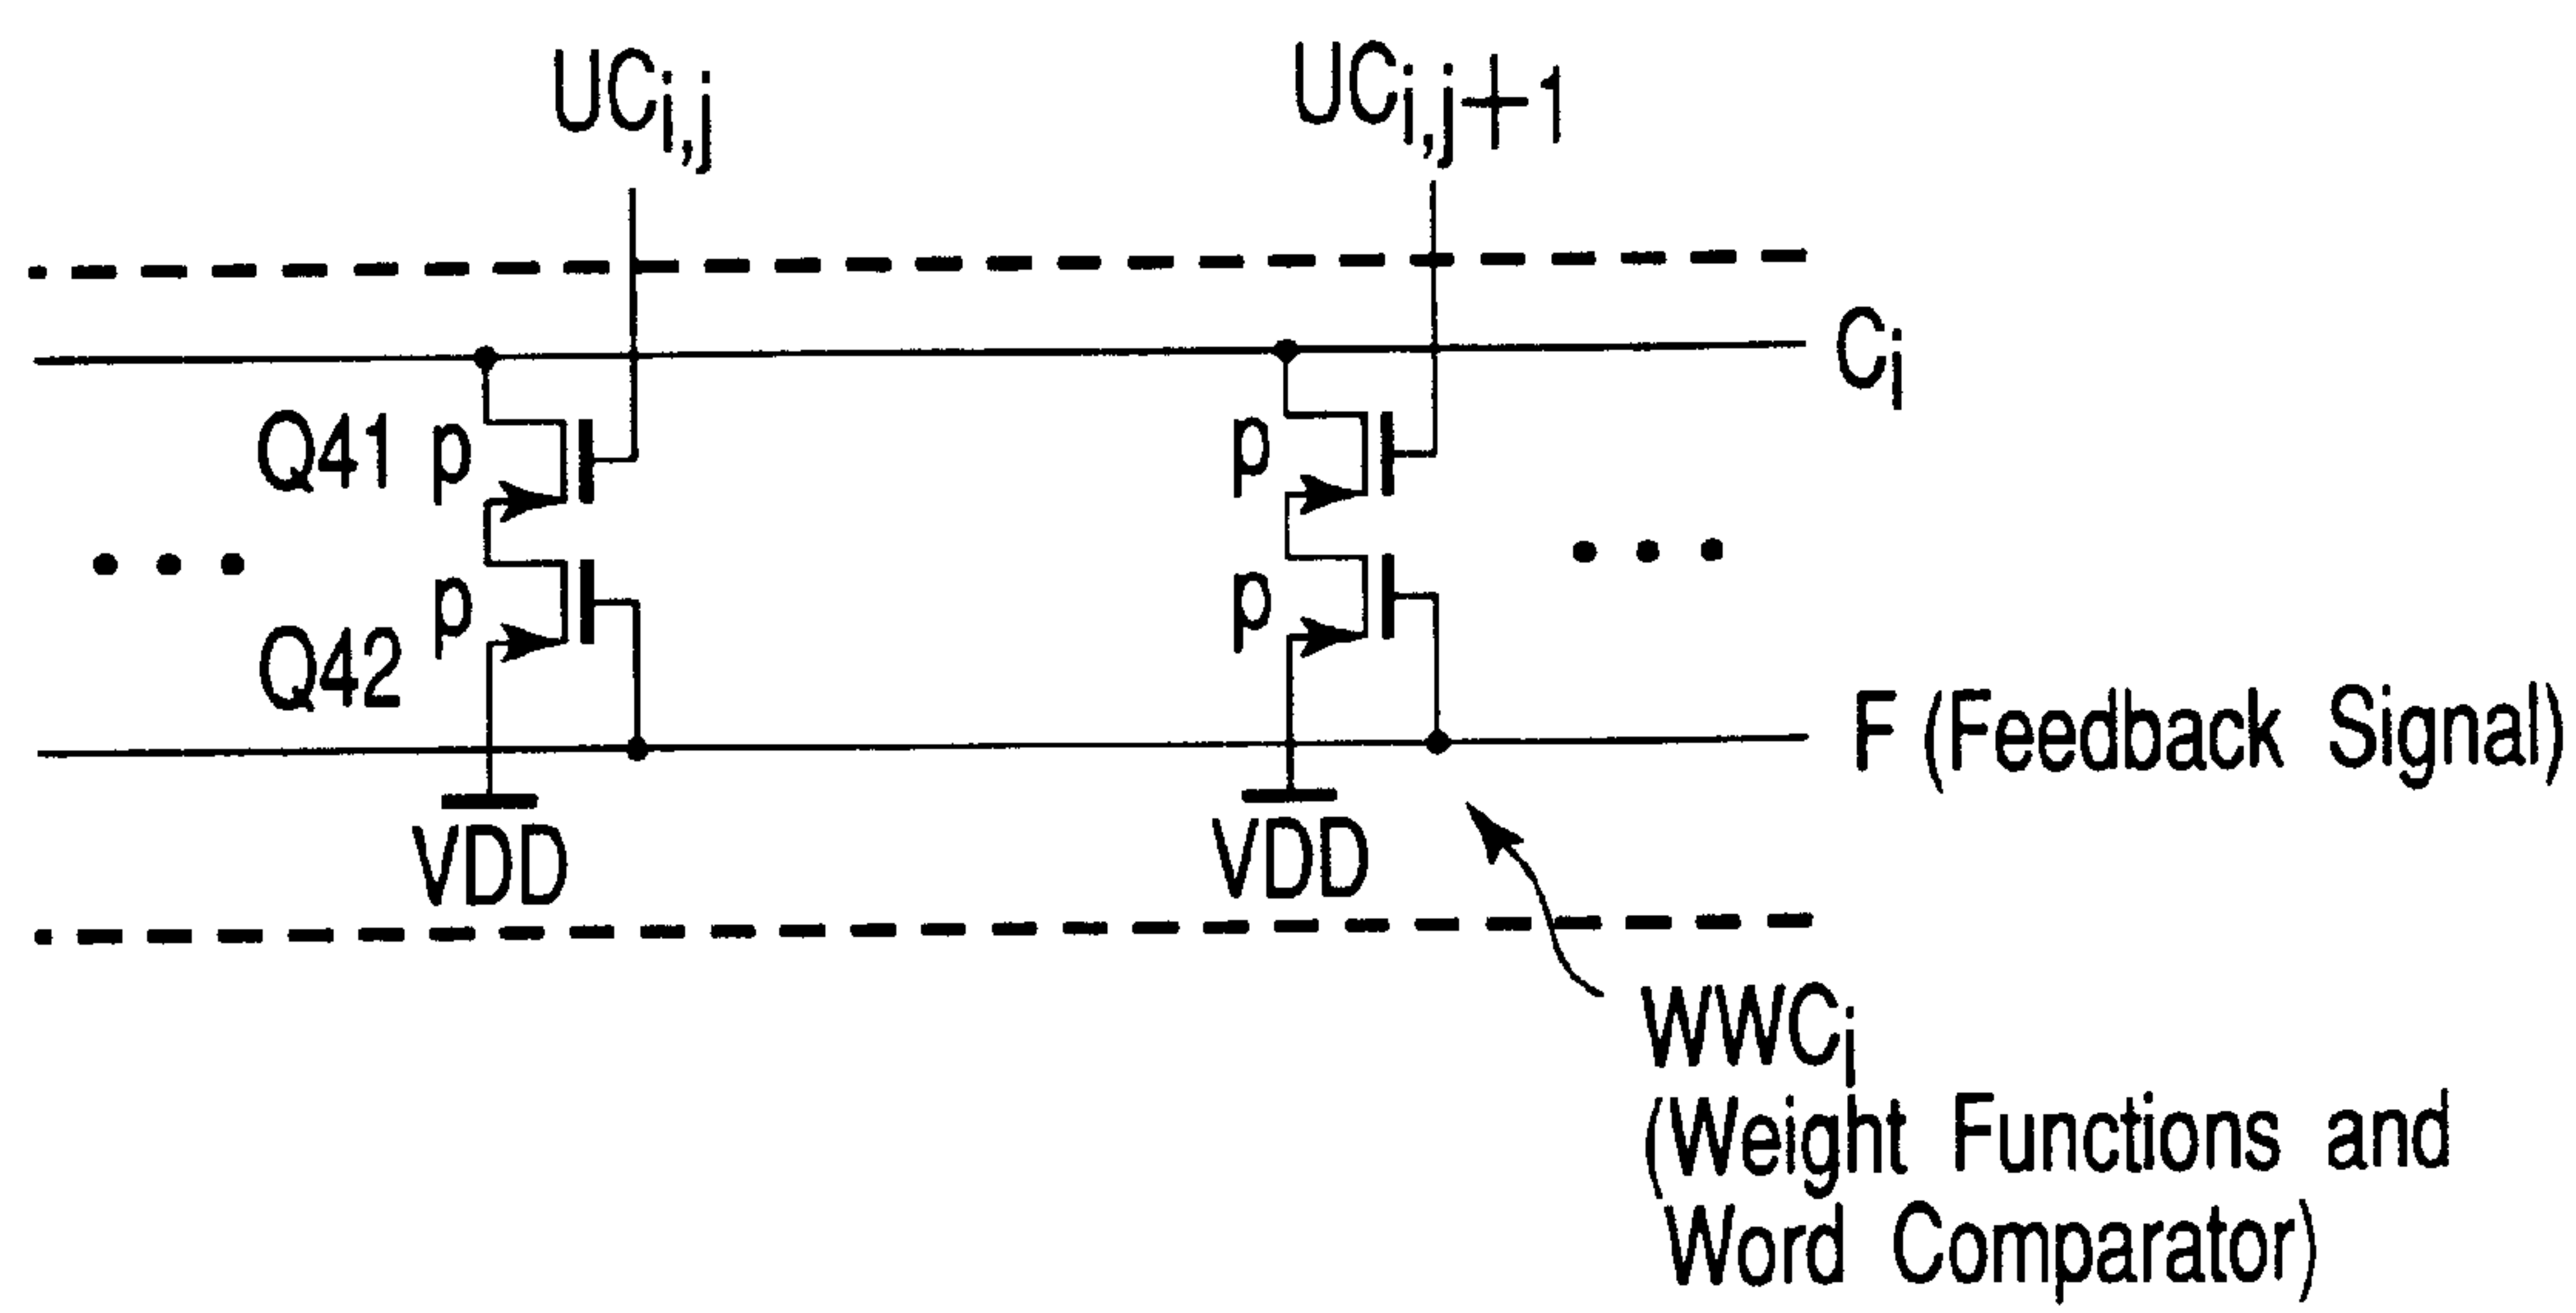 UCi,j
UCi,j+1
Ci
Q41 p
p
p
Q42
p
F (Feedback Signal)
VDD
VDD
WWCi
(Weight Functions and
Word Comparator)